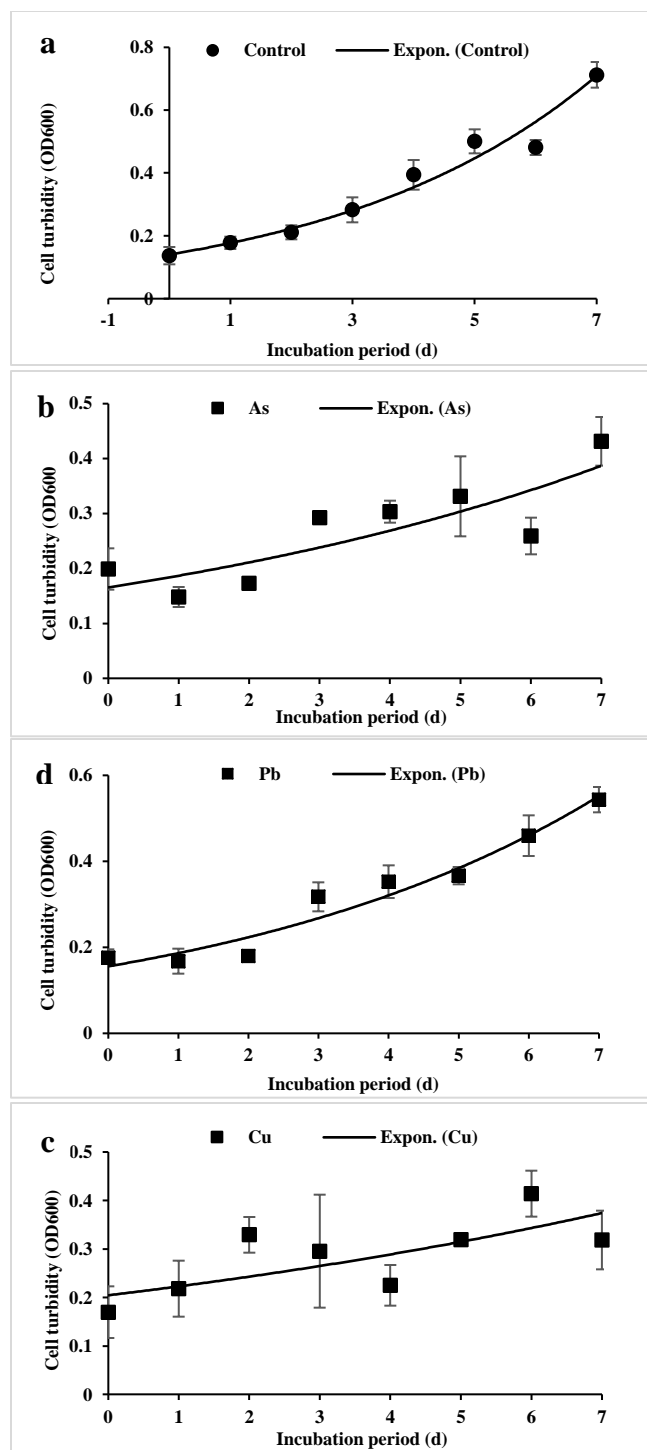 a
Control Expon. (Control)
Cell turbidity (OD600)
0.8
0.6
0.4
0.2
0
-1 1 3 5 7
Incubation period (d)
b
As Expon. (As)
Cell turbidity (OD600
0.5
0.4
0.3
0.2
0.1
0
0 1 2 3 4 5 6 7
Incubation period (d)
d
Pb Expon. (Pb)
Cell turbidity (OD600)
0.6
0.4
0.2
0
0 1 2 3 4 5 6 7
Incubation period (d)
c
Cu Expon. (Cu)
Cell turbidity (OD600)
0.5
0.4
0.3
0.2
0.1
0
0 1 2 3 4 5 6 7
Incubation period (d)